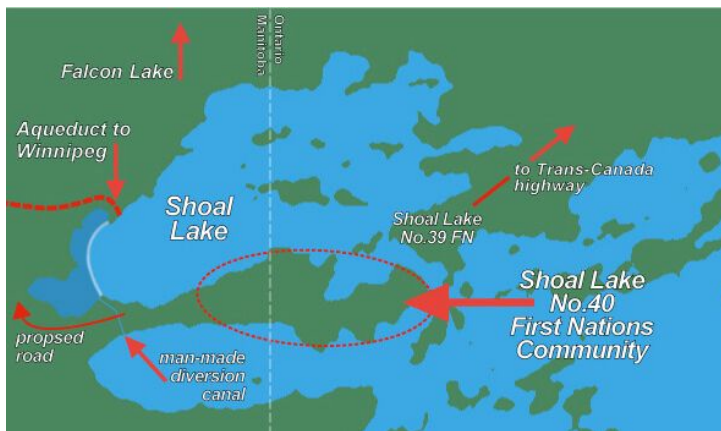 Ontario
Manitoba
Falcon Lake
Aqueduct to
Winnipeg
to Trans-Canada
highway
Shoal
Lake
Shoal Lake
No.39 FN
Shoal Lake
No.40
First Nations
Community
propsed
road
man-made
diversion
canal